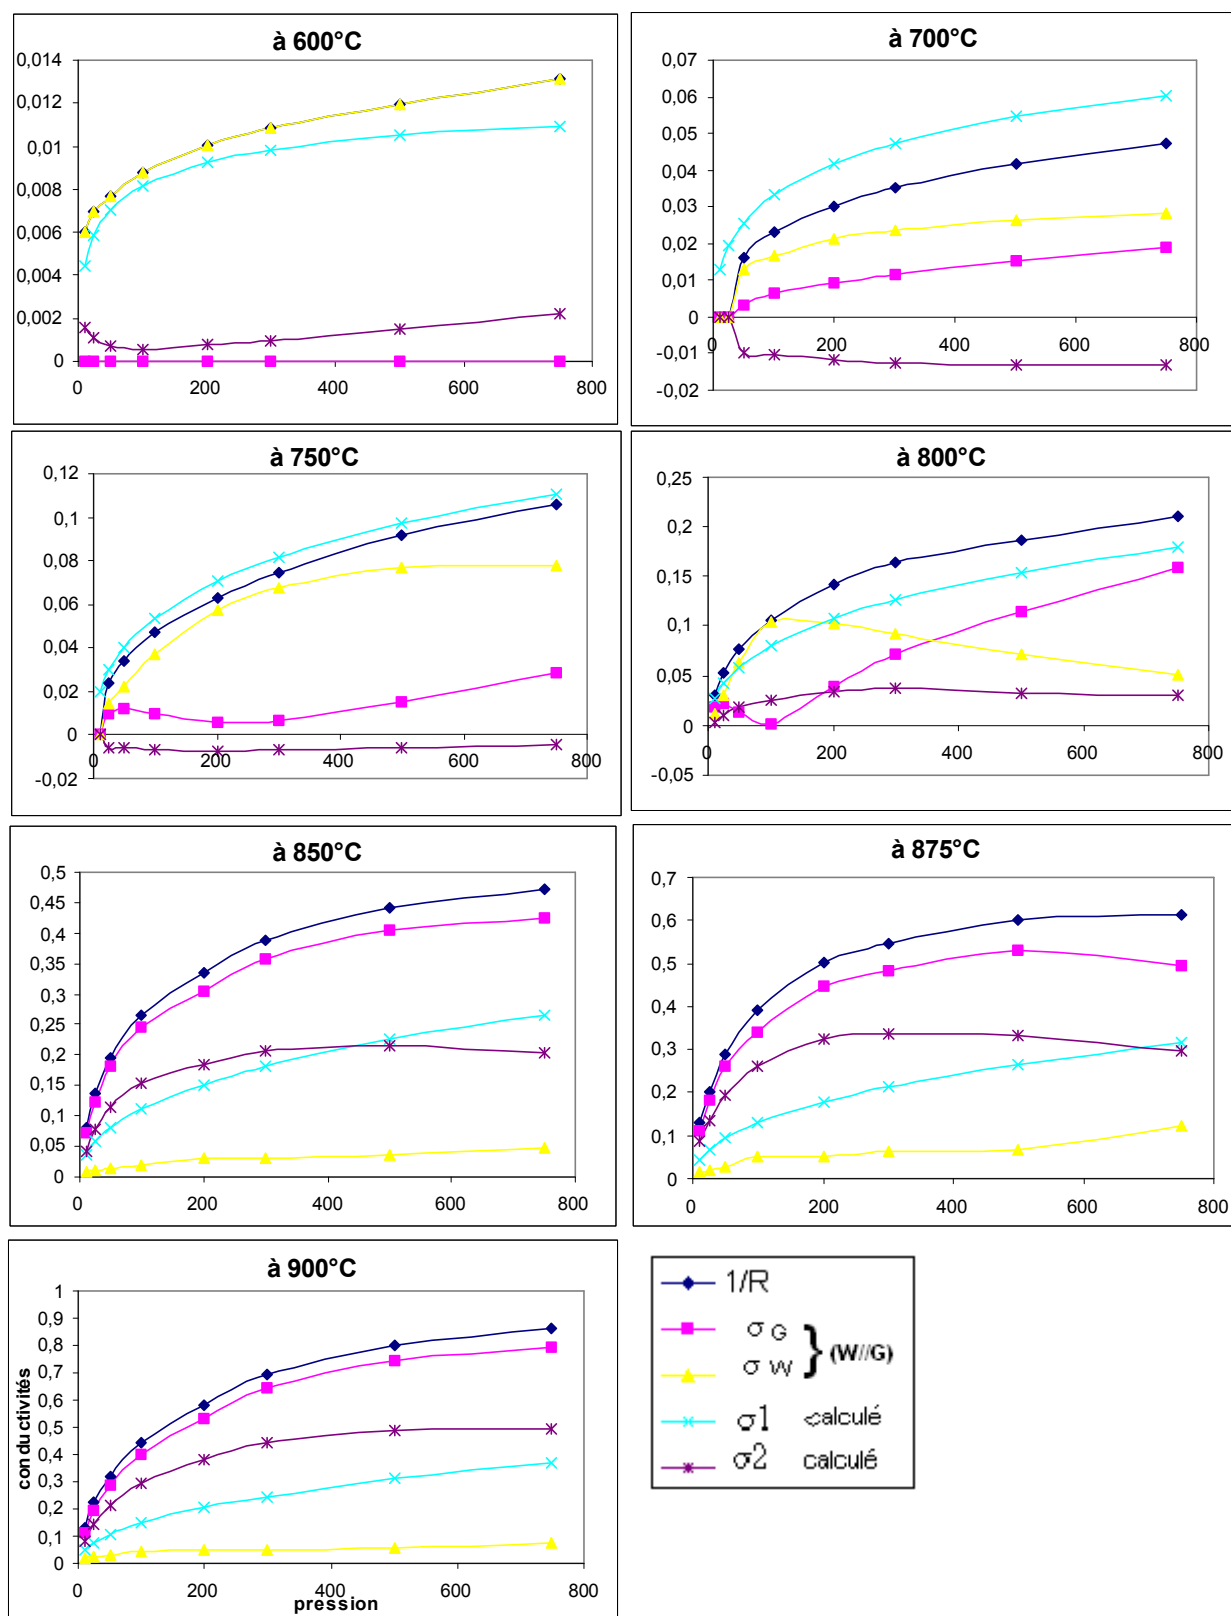 à 600°C
0,014
0,012
0,01
0,008
0,006
0,004
0,002
0
0 200 400 600 800
à 700°C
0,07
0,06
0,05
0,04
0,03
0,02
0,01
0
-0,01
-0,02
0 200 400 600 800
à 750°C
0,12
0,1
0,08
0,06
0,04
0,02
0
-0,02
0 200 400 600 800
à 800°C
0,25
0,2
0,15
0,1
0,05
0
-0,05
0 200 400 600 800
à 850°C
0,5
0,45
0,4
0,35
0,3
0,25
0,2
0,15
0,1
0,05
0
0 200 400 600 800
à 875°C
0,7
0,6
0,5
0,4
0,3
0,2
0,1
0
0 200 400 600 800
à 900°C
conductivités
1
0,9
0,8
0,7
0,6
0,5
0,4
0,3
0,2
0,1
0
0 200 400 600 800
pression
1/R
σ G
σ W
} (W//G)
σ1 calculé
σ2 calculé